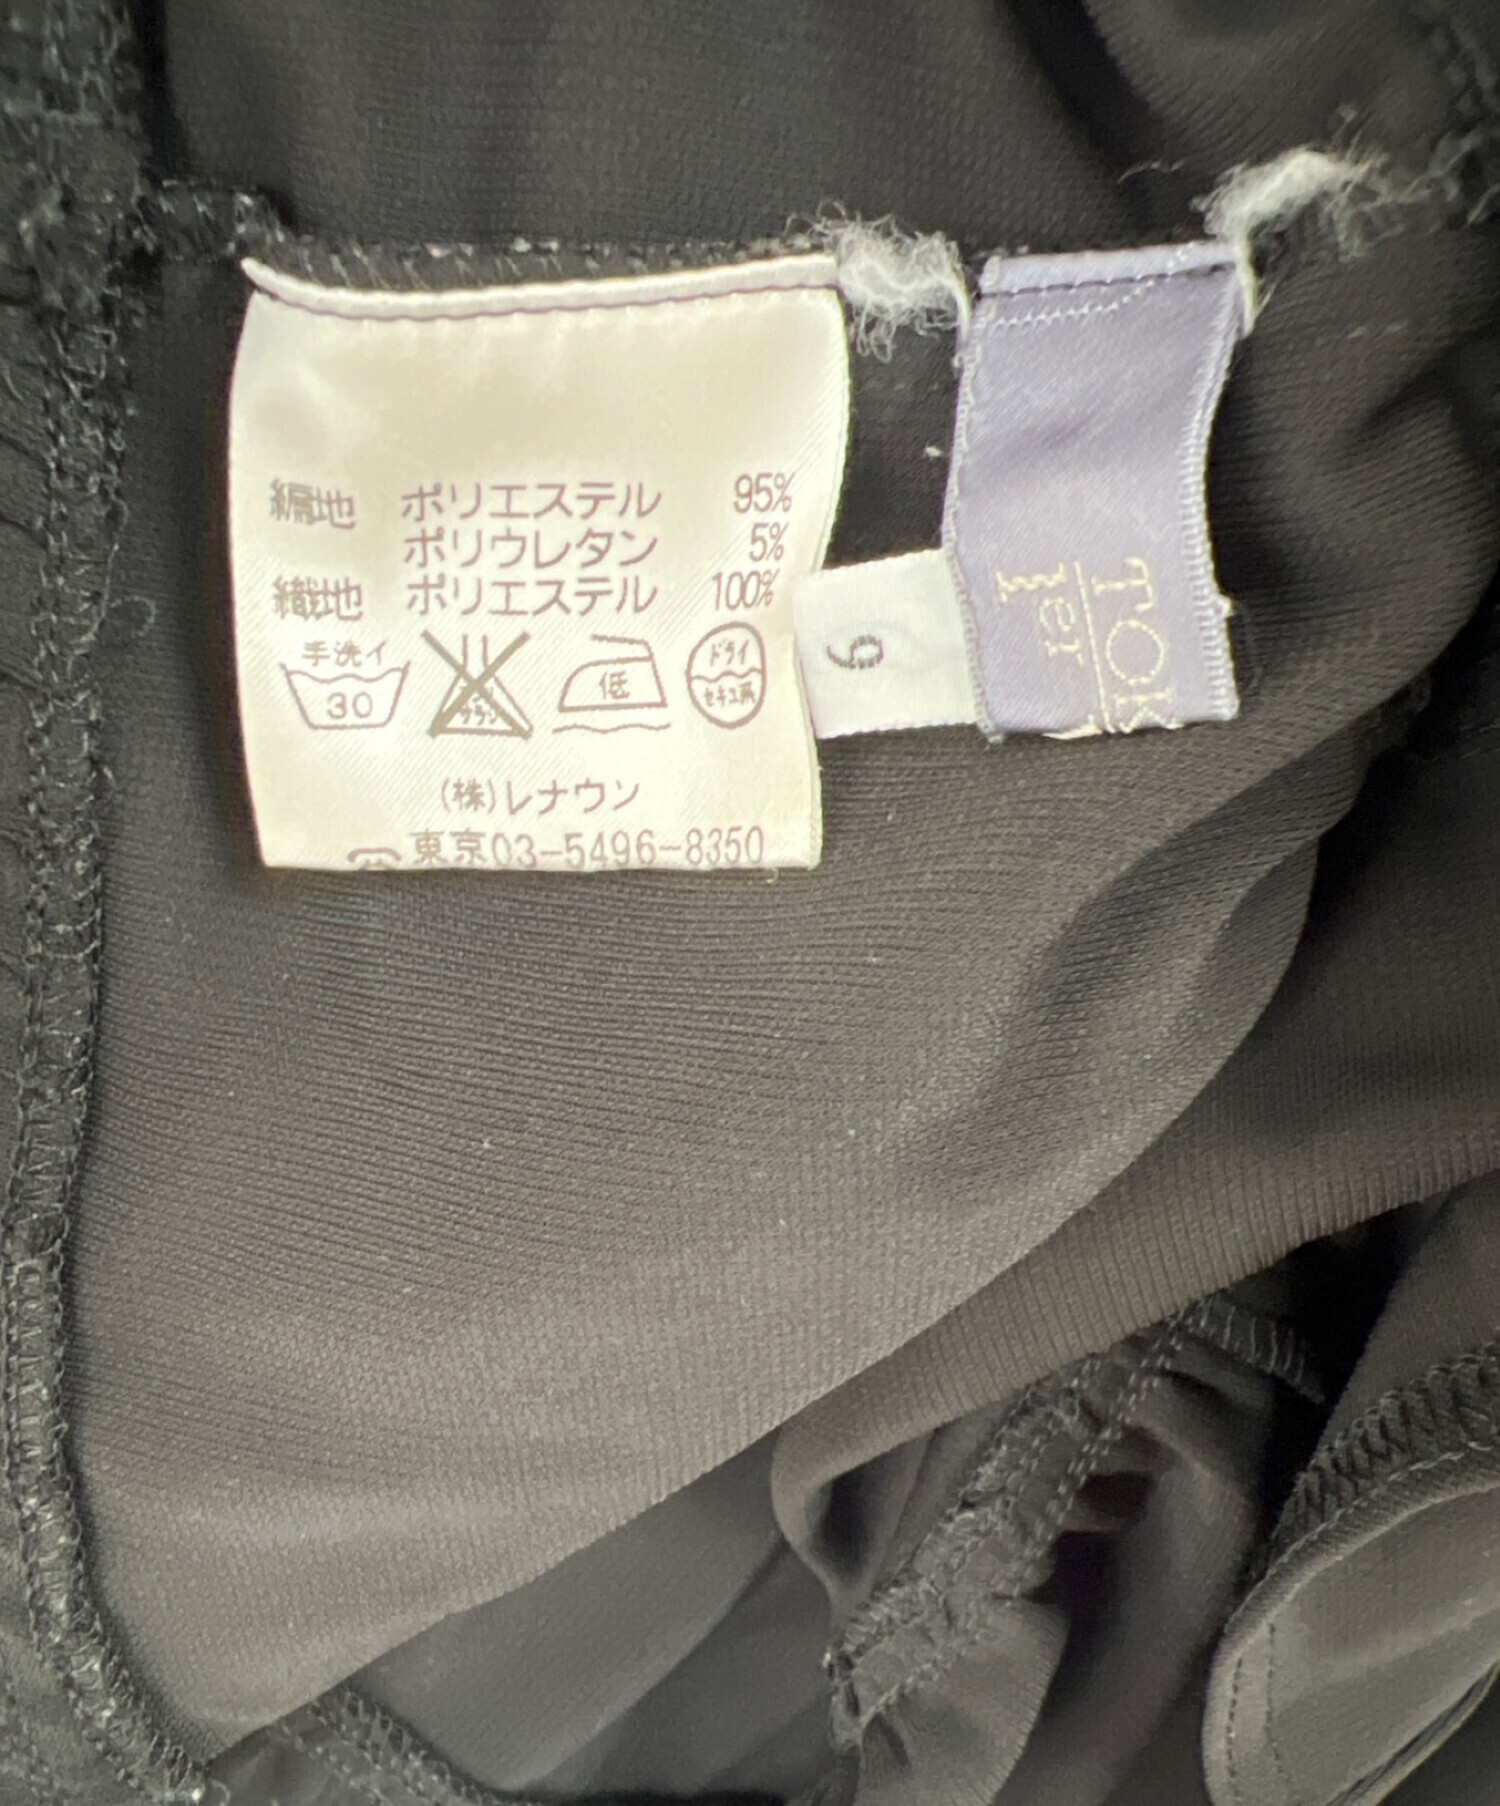 編地 ポリエステル 95%
ポリウレタン 5%
織地 ポリエステル 100%
手洗イ
30
低
ドライ
セキユ系
(株)レナウン
東京03-5496-8350
9
TOK
1er